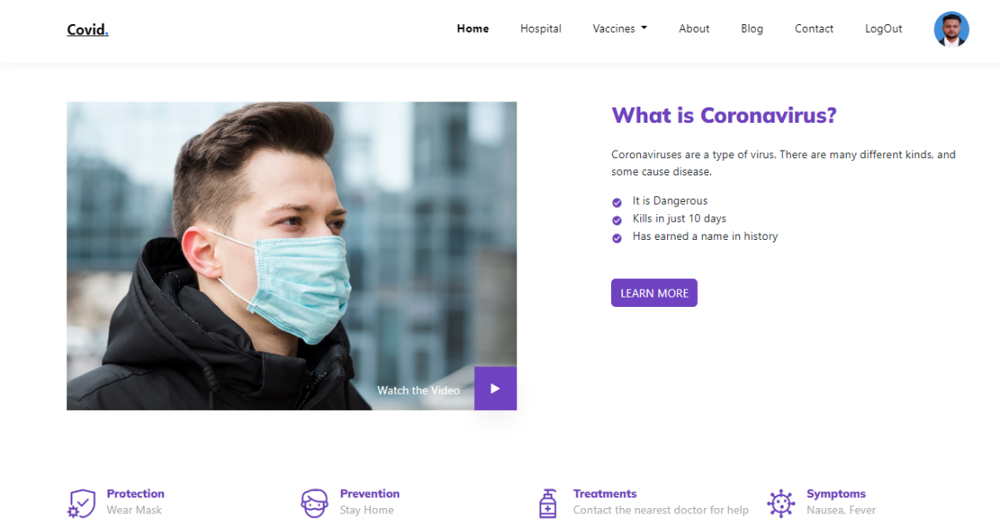 Covid.
Home Hospital Vaccines About Blog Contact LogOut
What is Coronavirus?
Coronaviruses are a type of virus. There are many different kinds, and
some cause disease.
It is Dangerous
Kills in just 10 days
Has earned a name in history
LEARN MORE
Watch the Video
Protection
Wear Mask
Prevention
Stay Home
Treatments
Contact the nearest doctor for help
Symptoms
Nausea, Fever